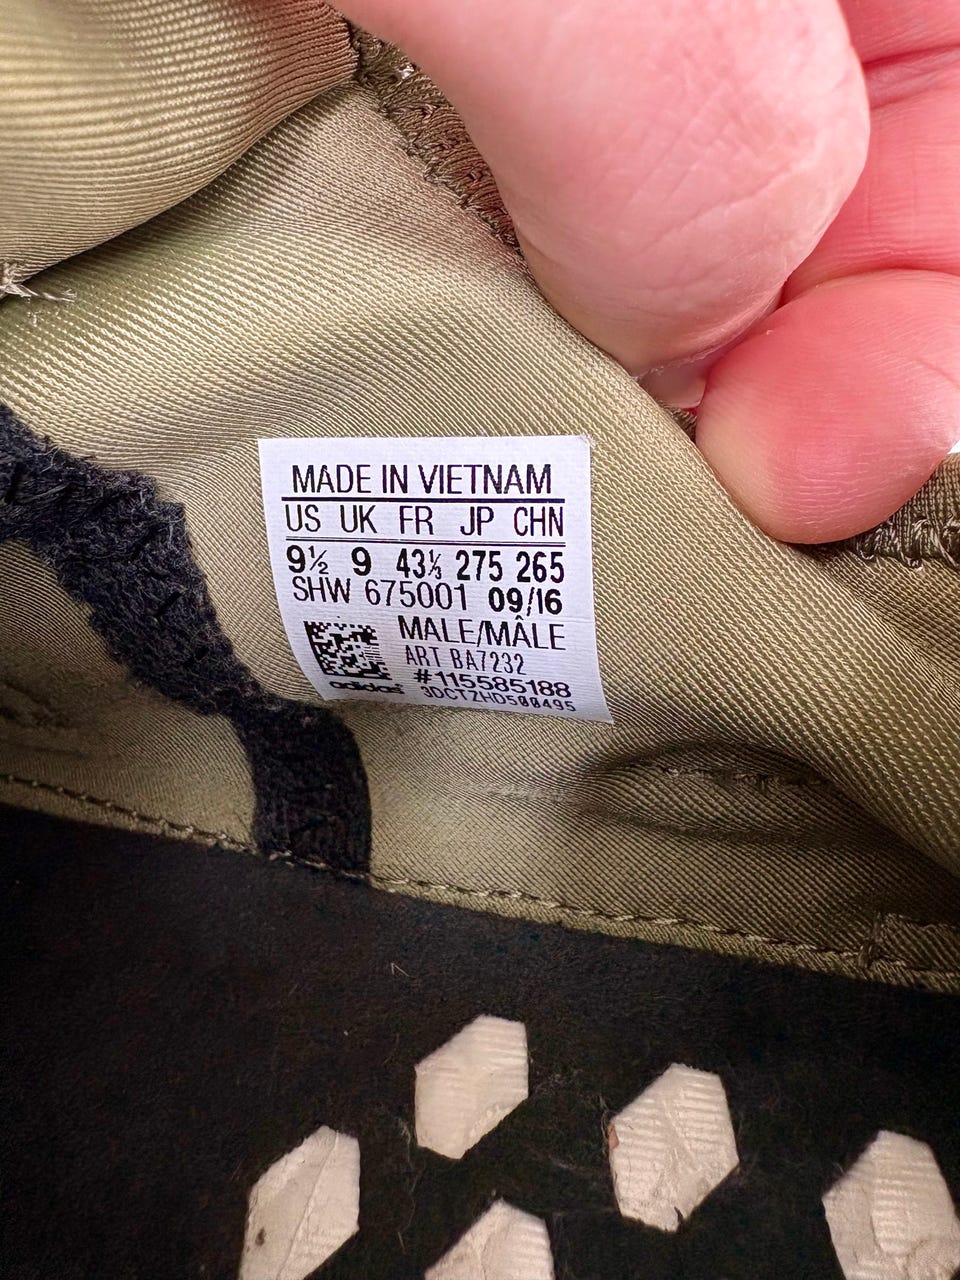 MADE IN VIETNAM
US UK FR JP CHN
9½ 9 43⅓ 275 265
SHW 675001 09/16
MALE/MÂLE
ART BA7232
#115585188
adidas 3DCTZHD500495